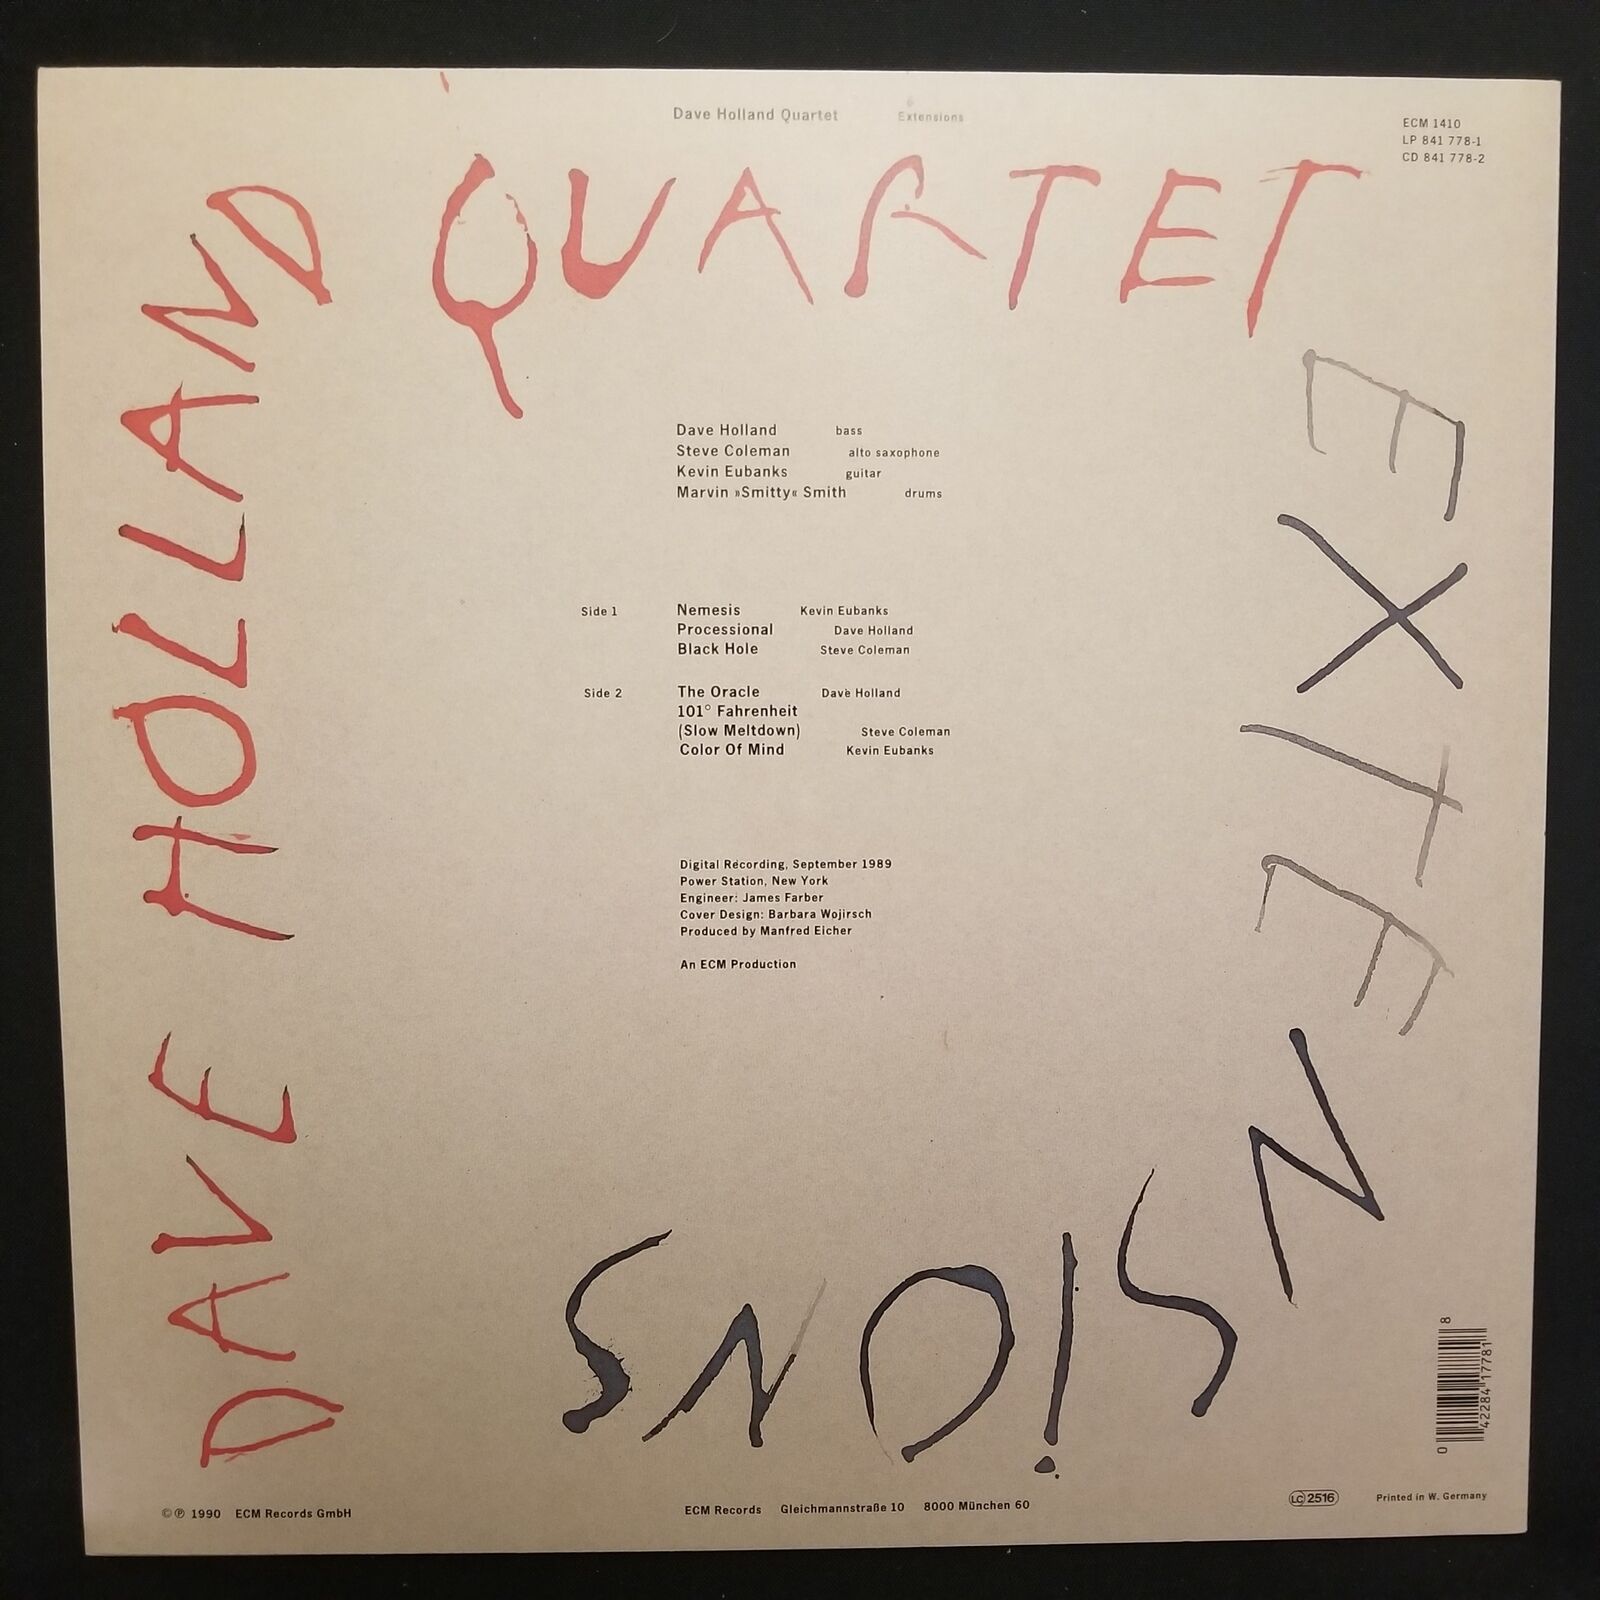 Dave Holland Quartet Extensions
ECM 1410
LP 841 778-1
CD 841 778-2
DAVE HOLLAND
QUARTET
EXTENSIONS
Dave Holland bass
Steve Coleman alto saxophone
Kevin Eubanks guitar
Marvin »Smitty« Smith drums
Side 1 Nemesis Kevin Eubanks
Processional Dave Holland
Black Hole Steve Coleman
Side 2 The Oracle Dave Holland
101° Fahrenheit
(Slow Meltdown) Steve Coleman
Color Of Mind Kevin Eubanks
Digital Recording, September 1989
Power Station, New York
Engineer: James Farber
Cover Design: Barbara Wojirsch
Produced by Manfred Eicher
An ECM Production
0 42284 17781 8
©℗ 1990 ECM Records GmbH
ECM Records Gleichmannstraße 10 8000 München 60
LC 2516
Printed in W. Germany